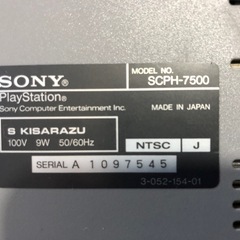 SONY
MODEL NO.
SCPH-7500
PlayStation®
Sony Computer Entertainment Inc.
MADE IN JAPAN
S KISARAZU
100V 9W 50/60Hz
NTSC J
SERIAL A 1097545
3-052-154-01